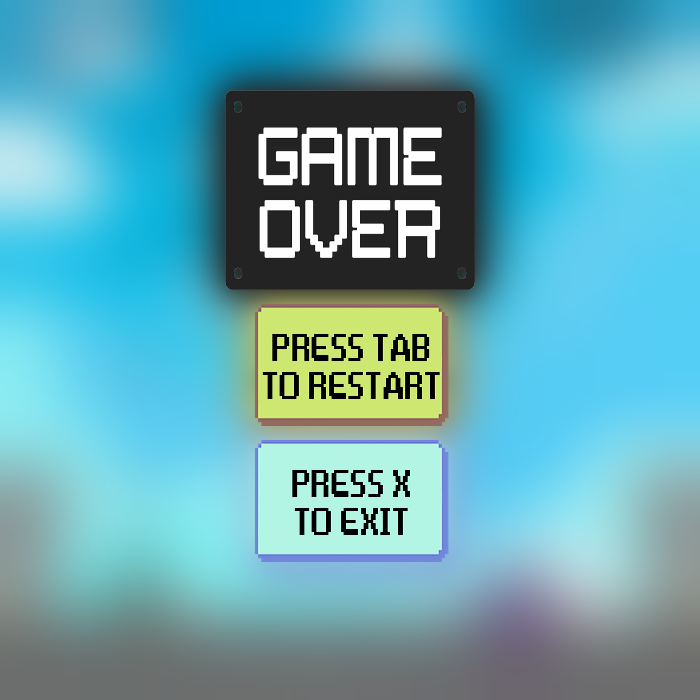 GAME
OVER
PRESS TAB
TO RESTART
PRESS X
TO EXIT